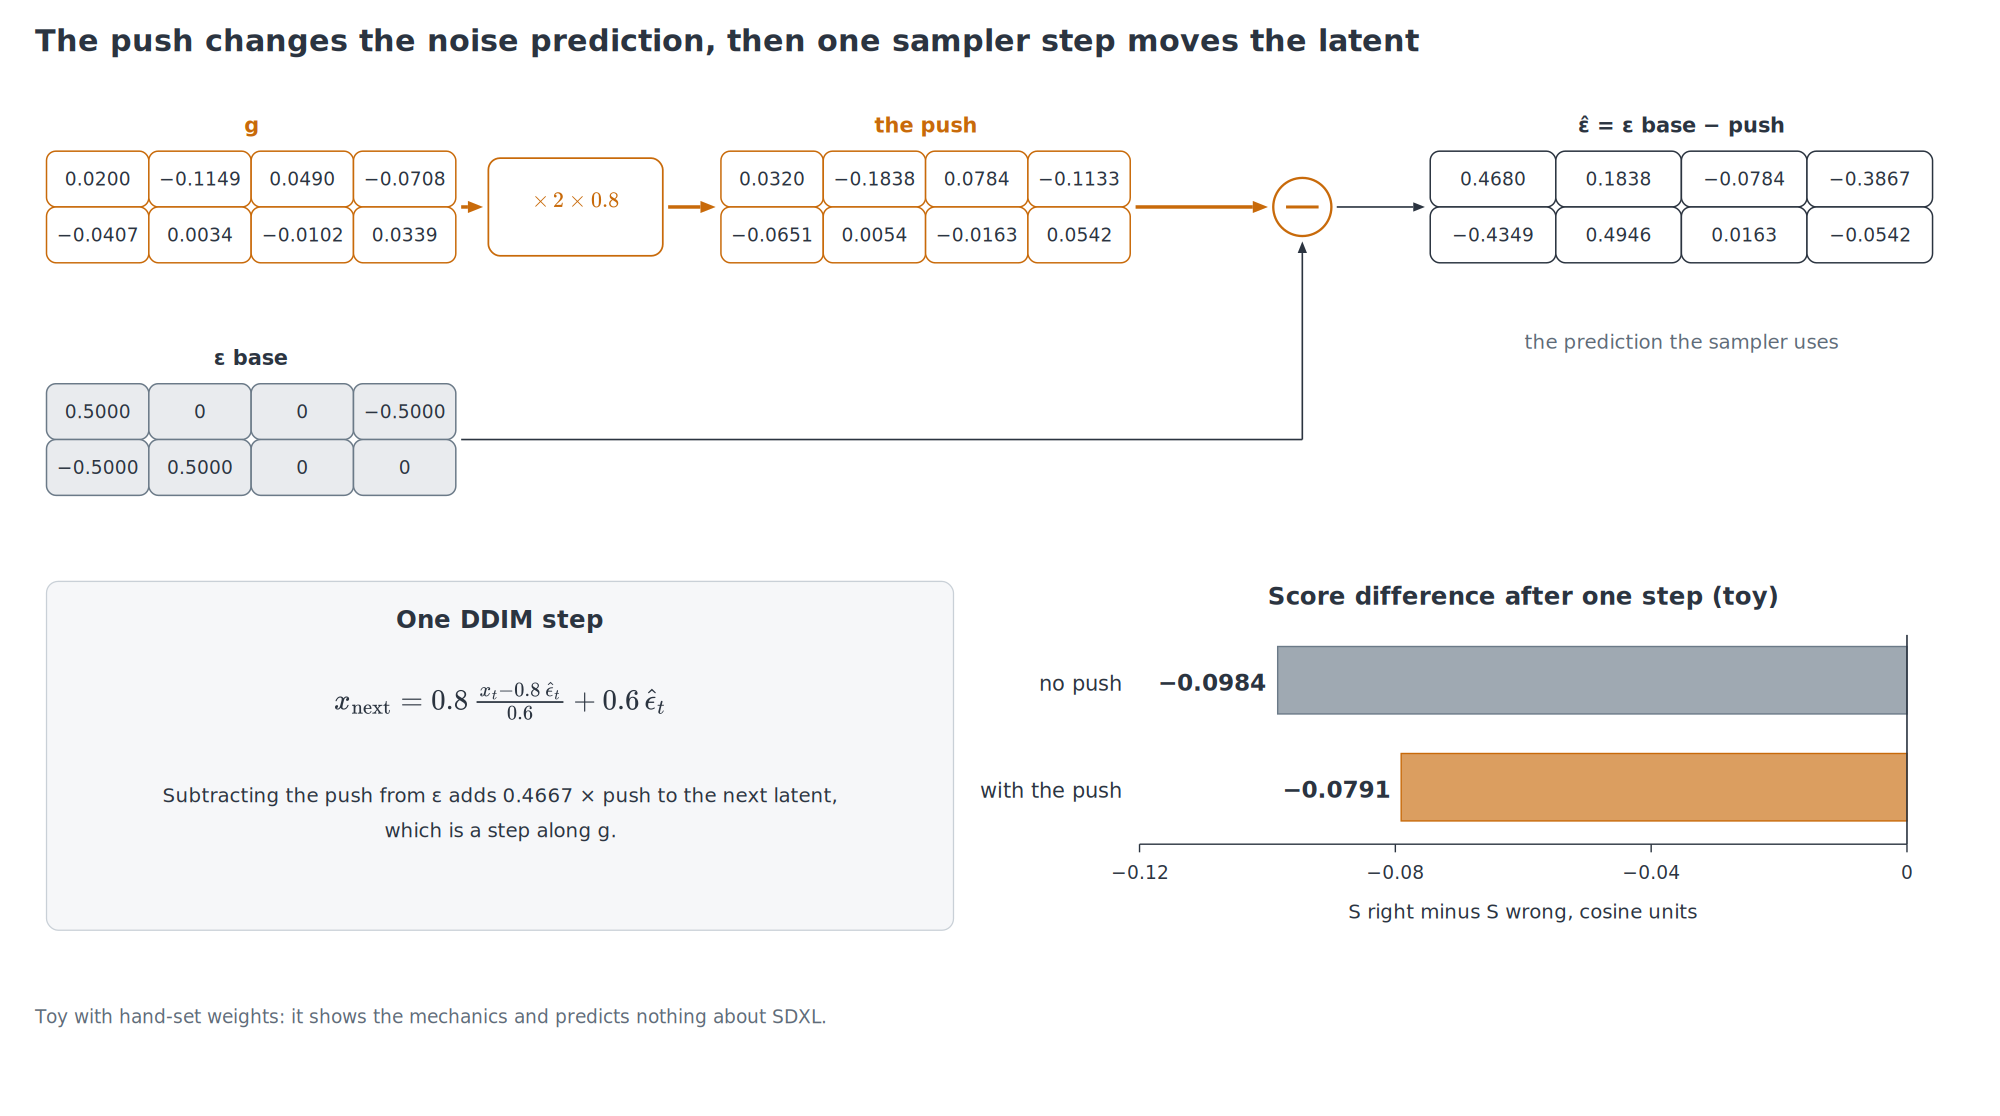 The push changes the noise prediction, then one sampler step moves the latent
g
0.0200 −0.1149 0.0490 −0.0708
−0.0407 0.0034 −0.0102 0.0339
× 2 × 0.8
the push
0.0320 −0.1838 0.0784 −0.1133
−0.0651 0.0054 −0.0163 0.0542
ε̂ = ε base − push
0.4680 0.1838 −0.0784 −0.3867
−0.4349 0.4946 0.0163 −0.0542
the prediction the sampler uses
ε base
0.5000 0 0 −0.5000
−0.5000 0.5000 0 0
One DDIM step
x_next = 0.8 (x_t − 0.8 ε̂_t)/0.6 + 0.6 ε̂_t
Subtracting the push from ε adds 0.4667 × push to the next latent,
which is a step along g.
Score difference after one step (toy)
no push −0.0984
with the push −0.0791
−0.12 −0.08 −0.04 0
S right minus S wrong, cosine units
Toy with hand-set weights: it shows the mechanics and predicts nothing about SDXL.